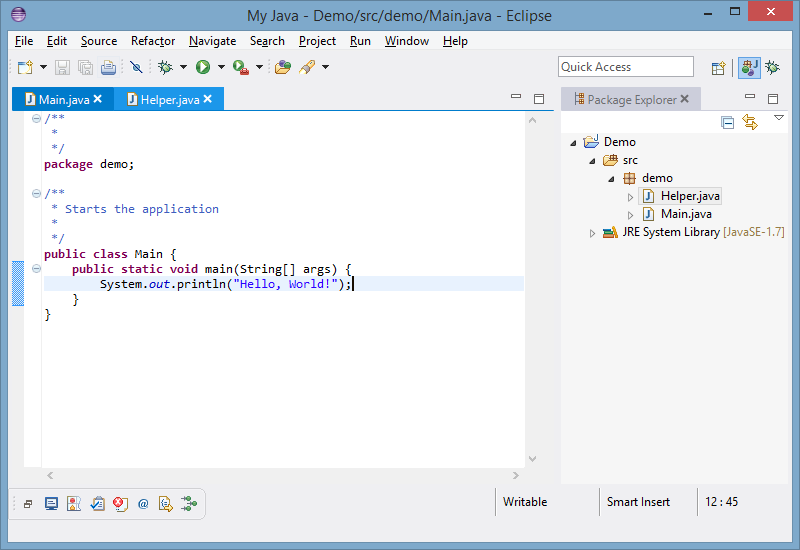 My Java - Demo/src/demo/Main.java - Eclipse
File Edit Source Refactor Navigate Search Project Run Window Help
Quick Access
Main.java Helper.java
/**
 *
 */
package demo;
/**
 * Starts the application
 *
 */
public class Main {
    public static void main(String[] args) {
        System.out.println("Hello, World!");
    }
}
Package Explorer
Demo
src
demo
Helper.java
Main.java
JRE System Library [JavaSE-1.7]
Writable Smart Insert 12 : 45